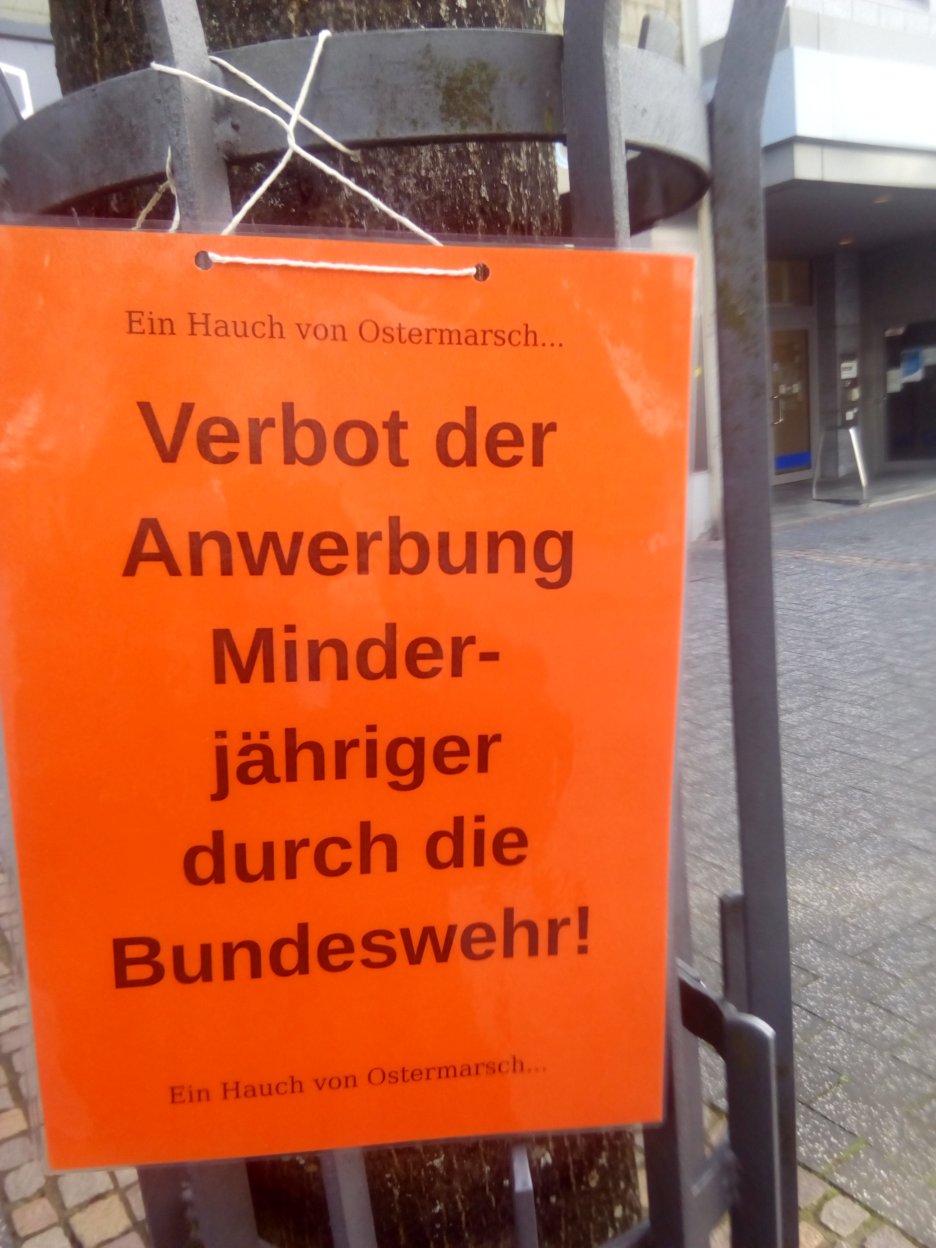 Ein Hauch von Ostermarsch...
Verbot der
Anwerbung
Minder-
jähriger
durch die
Bundeswehr!
Ein Hauch von Ostermarsch...